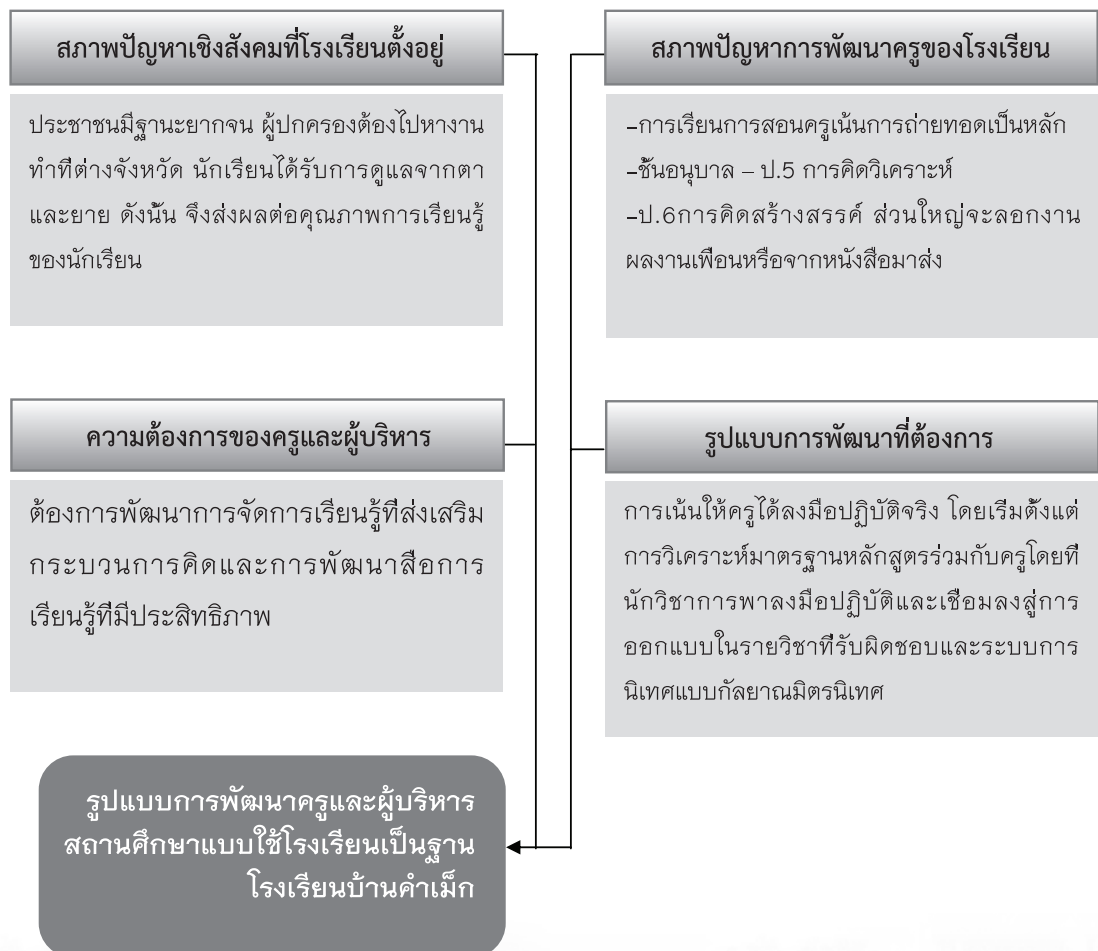 สภาพปัญหาเชิงสังคมที่โรงเรียนตั้งอยู่
ประชาชนมีฐานะยากจน ผู้ปกครองต้องไปหางาน
ทำที่ต่างจังหวัด นักเรียนได้รับการดูแลจากตา
และยาย ดังนั้น จึงส่งผลต่อคุณภาพการเรียนรู้
ของนักเรียน
สภาพปัญหาการพัฒนาครูของโรงเรียน
-การเรียนการสอนครูเน้นการถ่ายทอดเป็นหลัก
-ชั้นอนุบาล – ป.5 การคิดวิเคราะห์
-ป.6การคิดสร้างสรรค์ ส่วนใหญ่จะลอกงาน
ผลงานเพื่อนหรือจากหนังสือมาส่ง
ความต้องการของครูและผู้บริหาร
ต้องการพัฒนาการจัดการเรียนรู้ที่ส่งเสริม
กระบวนการคิดและการพัฒนาสื่อการ
เรียนรู้ที่มีประสิทธิภาพ
รูปแบบการพัฒนาที่ต้องการ
การเน้นให้ครูได้ลงมือปฏิบัติจริง โดยเริ่มตั้งแต่
การวิเคราะห์มาตรฐานหลักสูตรร่วมกับครูโดยที่
นักวิชาการพาลงมือปฏิบัติและเชื่อมลงสู่การ
ออกแบบในรายวิชาที่รับผิดชอบและระบบการ
นิเทศแบบกัลยาณมิตรนิเทศ
รูปแบบการพัฒนาครูและผู้บริหาร
สถานศึกษาแบบใช้โรงเรียนเป็นฐาน
โรงเรียนบ้านคำเม็ก